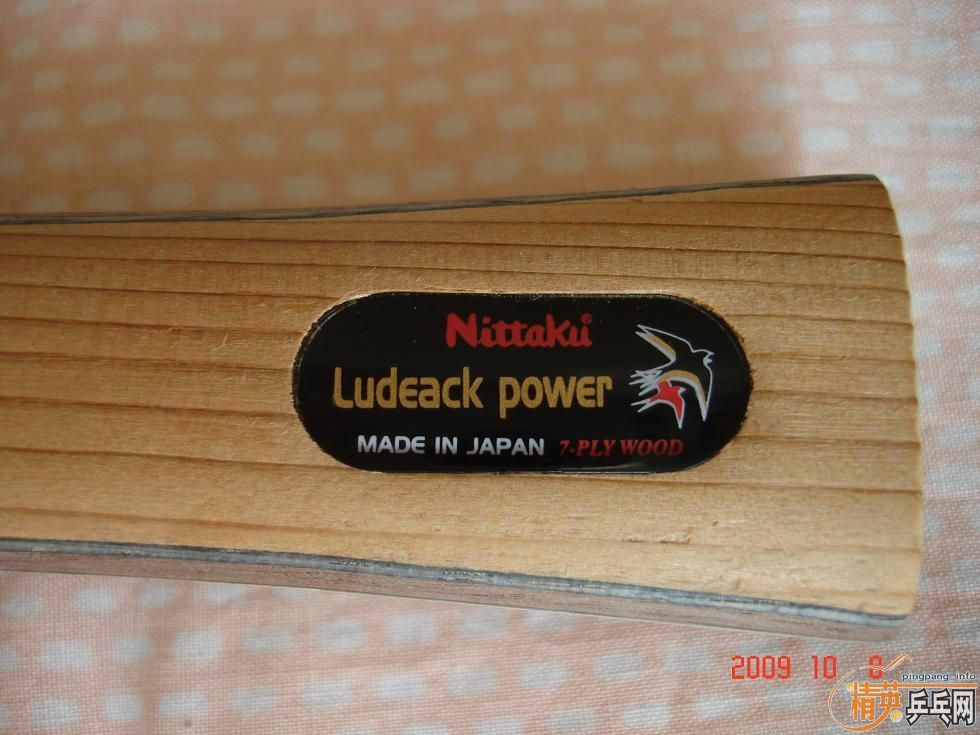 Nittaku®
Ludeack power
MADE IN JAPAN 7-PLY WOOD
2009 10 8
pingpang.info
精英乒乓网